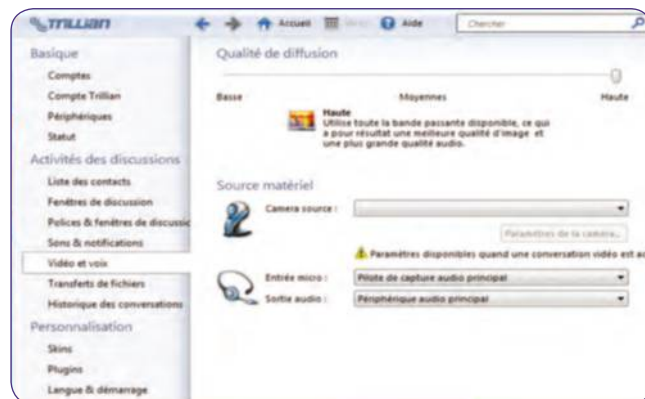 TRILLIAN
Accueil
Aide
Chercher
Basique
Comptes
Compte Trillian
Périphériques
Statut
Activités des discussions
Liste des contacts
Fenêtres de discussion
Polices & fenêtres de discussic
Sons & notifications
Vidéo et voix
Transferts de fichiers
Historique des conversations
Personnalisation
Skins
Plugins
Langue & démarrage
Qualité de diffusion
Basse Moyennes Haute
Haute
Utilise toute la bande passante disponible, ce qui
a pour résultat une meilleure qualité d'image et
une plus grande qualité audio.
Source matériel
Camera source :
Paramètres de la caméra...
Paramètres disponibles quand une conversation vidéo est ac
Entrée micro : Pilote de capture audio principal
Sortie audio : Périphérique audio principal